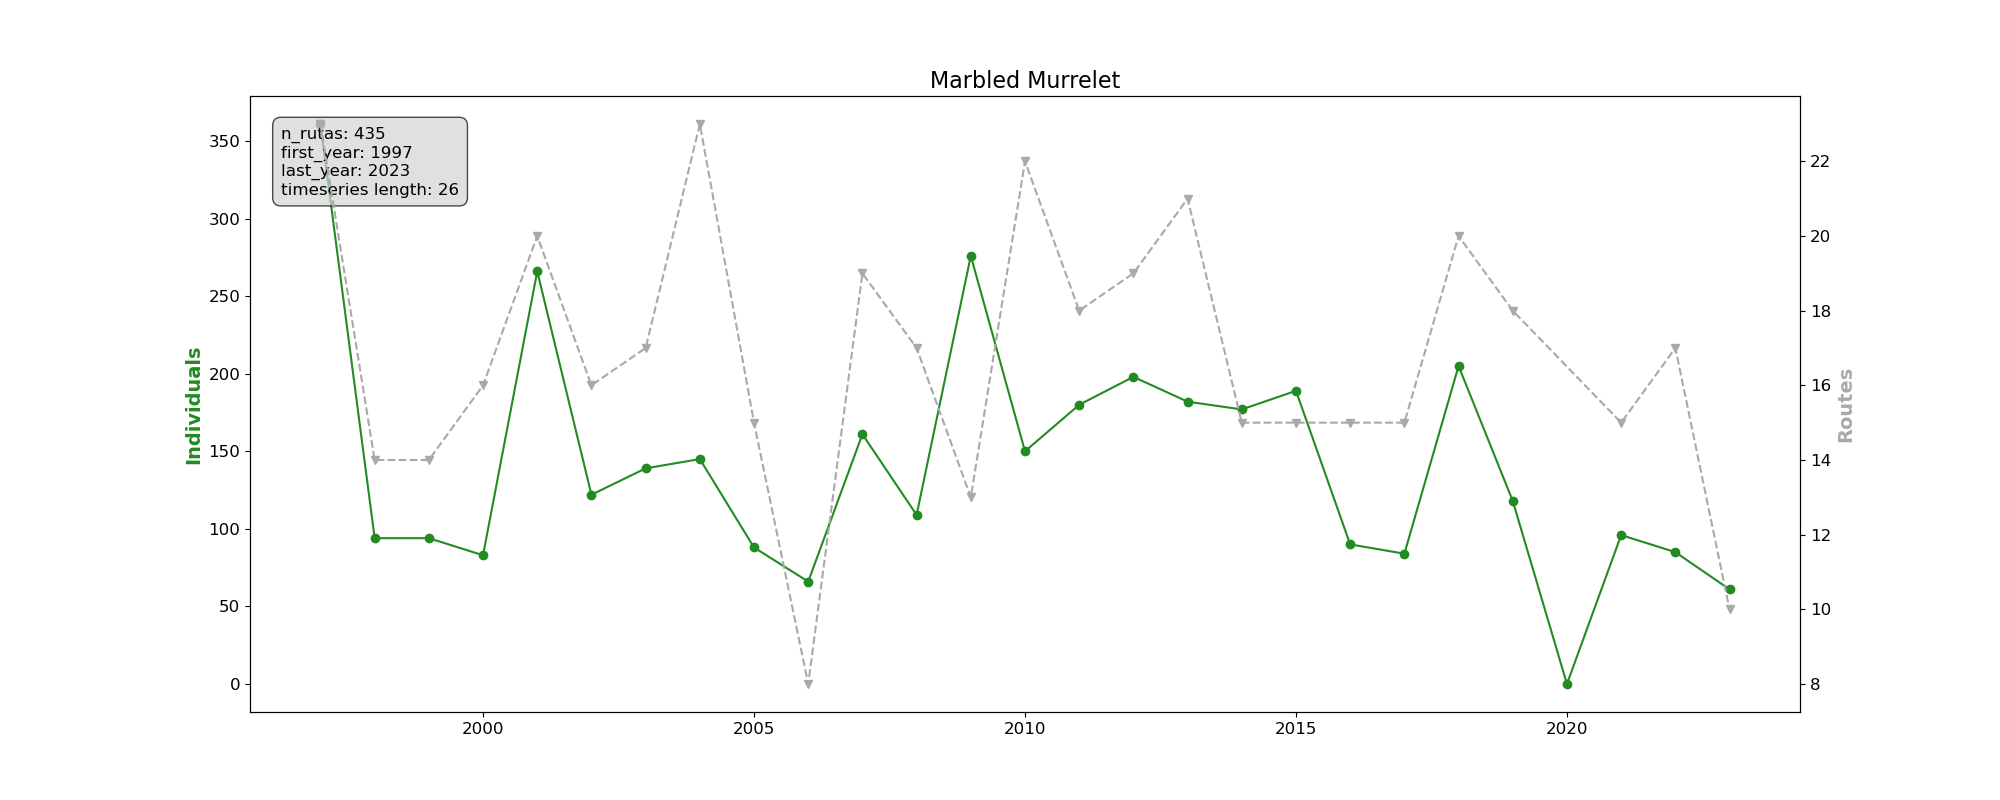 Marbled Murrelet
n_rutas: 435
first_year: 1997
last_year: 2023
timeseries length: 26
350
300
250
200
150
100
50
0
Individuals
22
20
18
16
14
12
10
8
Routes
2000 2005 2010 2015 2020